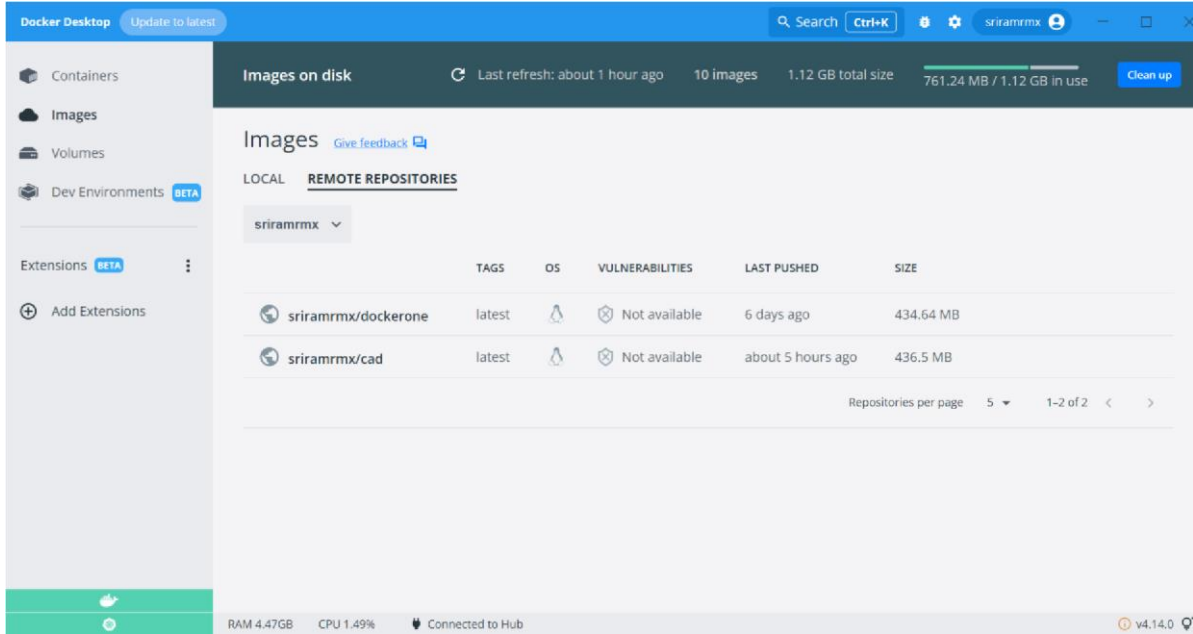 Docker Desktop Update to latest Search Ctrl+K sriramrmx
Containers
Images
Volumes
Dev Environments BETA
Extensions BETA
Add Extensions
Images on disk Last refresh: about 1 hour ago 10 images 1.12 GB total size 761.24 MB / 1.12 GB in use Clean up
Images Give feedback
LOCAL REMOTE REPOSITORIES
sriramrmx
TAGS OS VULNERABILITIES LAST PUSHED SIZE
sriramrmx/dockerone latest Not available 6 days ago 434.64 MB
sriramrmx/cad latest Not available about 5 hours ago 436.5 MB
Repositories per page 5 1–2 of 2
RAM 4.47GB CPU 1.49% Connected to Hub v4.14.0